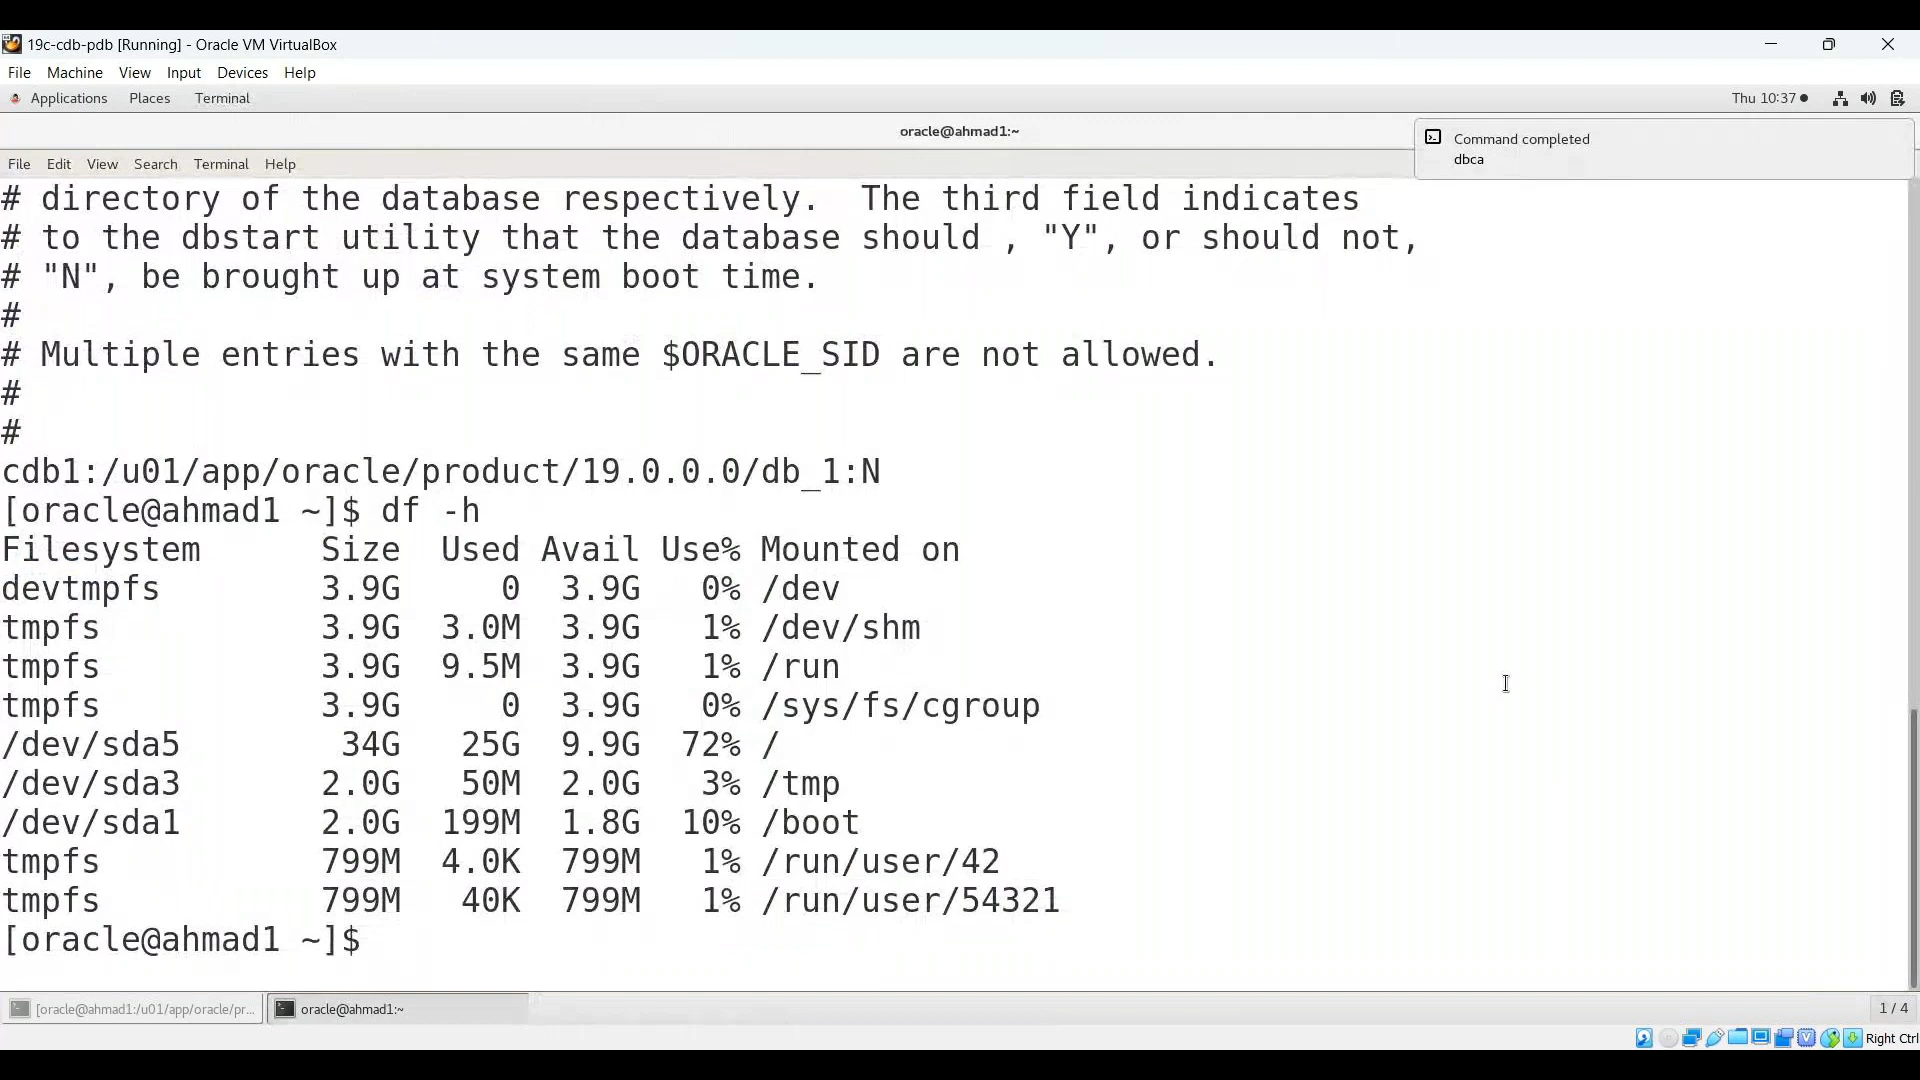 19c-cdb-pdb [Running] - Oracle VM VirtualBox
File Machine View Input Devices Help
Applications Places Terminal Thu 10:37
oracle@ahmad1:~
Command completed
dbca
File Edit View Search Terminal Help
# directory of the database respectively.  The third field indicates
# to the dbstart utility that the database should , "Y", or should not,
# "N", be brought up at system boot time.
#
# Multiple entries with the same $ORACLE_SID are not allowed.
#
#
cdb1:/u01/app/oracle/product/19.0.0.0/db_1:N
[oracle@ahmad1 ~]$ df -h
Filesystem      Size  Used Avail Use% Mounted on
devtmpfs        3.9G     0  3.9G   0% /dev
tmpfs           3.9G  3.0M  3.9G   1% /dev/shm
tmpfs           3.9G  9.5M  3.9G   1% /run
tmpfs           3.9G     0  3.9G   0% /sys/fs/cgroup
/dev/sda5        34G   25G  9.9G  72% /
/dev/sda3       2.0G   50M  2.0G   3% /tmp
/dev/sda1       2.0G  199M  1.8G  10% /boot
tmpfs           799M  4.0K  799M   1% /run/user/42
tmpfs           799M   40K  799M   1% /run/user/54321
[oracle@ahmad1 ~]$
[oracle@ahmad1:/u01/app/oracle/pr... oracle@ahmad1:~ 1 / 4
Right Ctrl